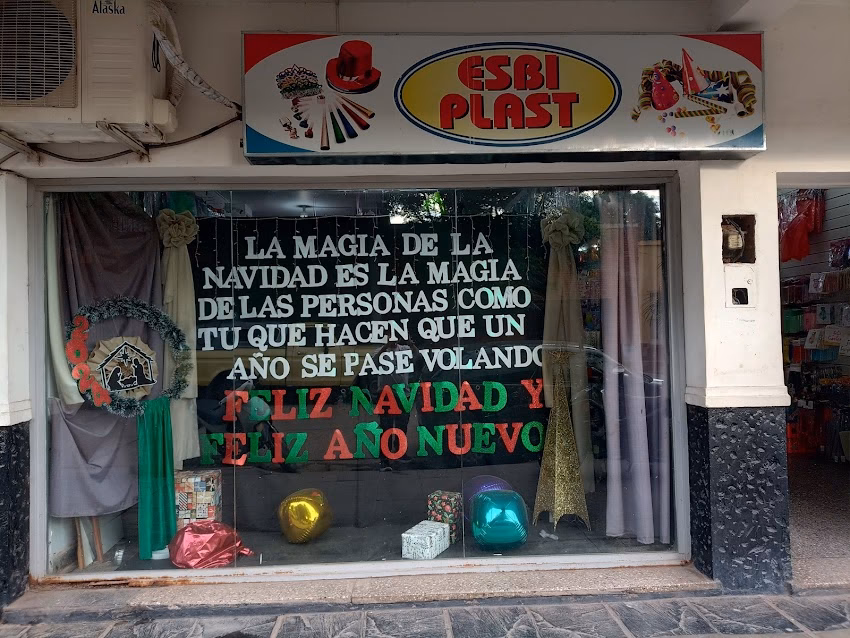 Alaska
ESBI
PLAST
LA MAGIA DE LA
NAVIDAD ES LA MAGIA
DE LAS PERSONAS COMO
TU QUE HACEN QUE UN
AÑO SE PASE VOLANDO
FELIZ NAVIDAD Y
FELIZ AÑO NUEVO